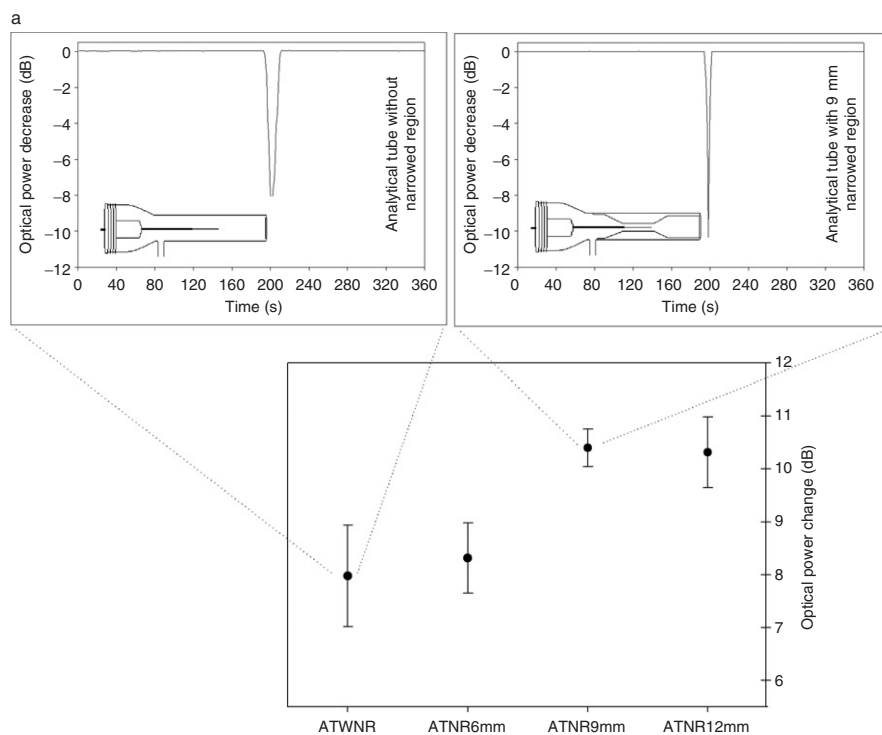 a
0
–2
–4
–6
–8
–10
–12
Optical power decrease (dB)
0 40 80 120 160 200 240 280 320 360
Time (s)
Analytical tube without
narrowed region
0
–2
–4
–6
–8
–10
–12
Optical power decrease (dB)
0 40 80 120 160 200 240 280 320 360
Time (s)
Analytical tube with 9 mm
narrowed region
12
11
10
9
8
7
6
Optical power change (dB)
ATWNR ATNR6mm ATNR9mm ATNR12mm